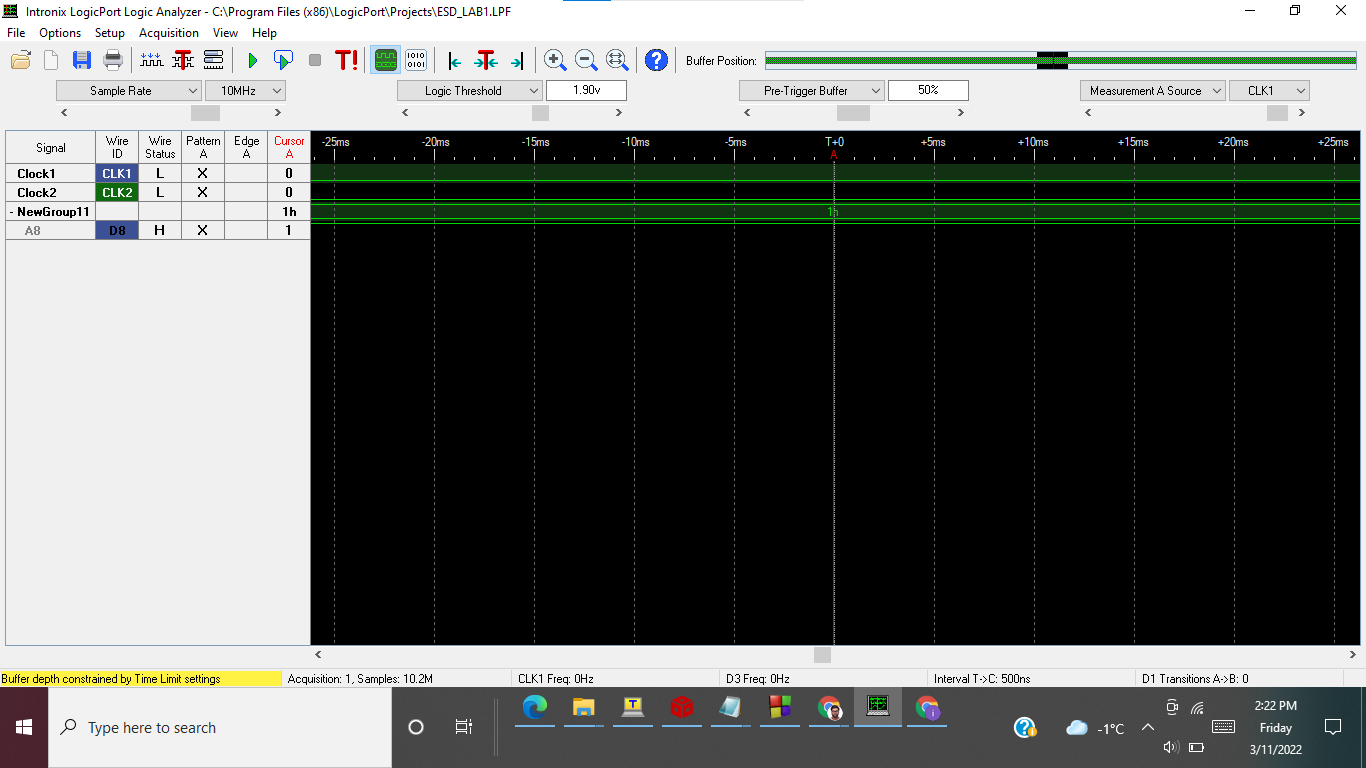 Intronix LogicPort Logic Analyzer - C:\Program Files (x86)\LogicPort\Projects\ESD_LAB1.LPF
File Options Setup Acquisition View Help
T! 1010 0101 T ? Buffer Position:
Sample Rate 10MHz Logic Threshold 1.90v Pre-Trigger Buffer 50% Measurement A Source CLK1
Signal Wire ID Wire Status Pattern A Edge A Cursor A -25ms -20ms -15ms -10ms -5ms T+0 +5ms +10ms +15ms +20ms +25ms
A
Clock1 CLK1 L X 0
Clock2 CLK2 L X 0
- NewGroup11 1h 1h
A8 D8 H X 1
Buffer depth constrained by Time Limit settings Acquisition: 1, Samples: 10.2M CLK1 Freq: 0Hz D3 Freq: 0Hz Interval T->C: 500ns D1 Transitions A->B: 0
Type here to search -1°C 2:22 PM
Friday
3/11/2022